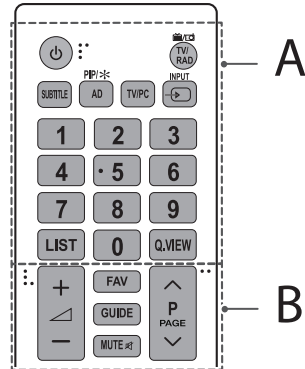 TV/
RAD
PIP/
INPUT
SUBTITLE AD TV/PC
A
1 2 3
4 5 6
7 8 9
LIST 0 Q.VIEW
+ FAV
GUIDE P
PAGE
- MUTE
B